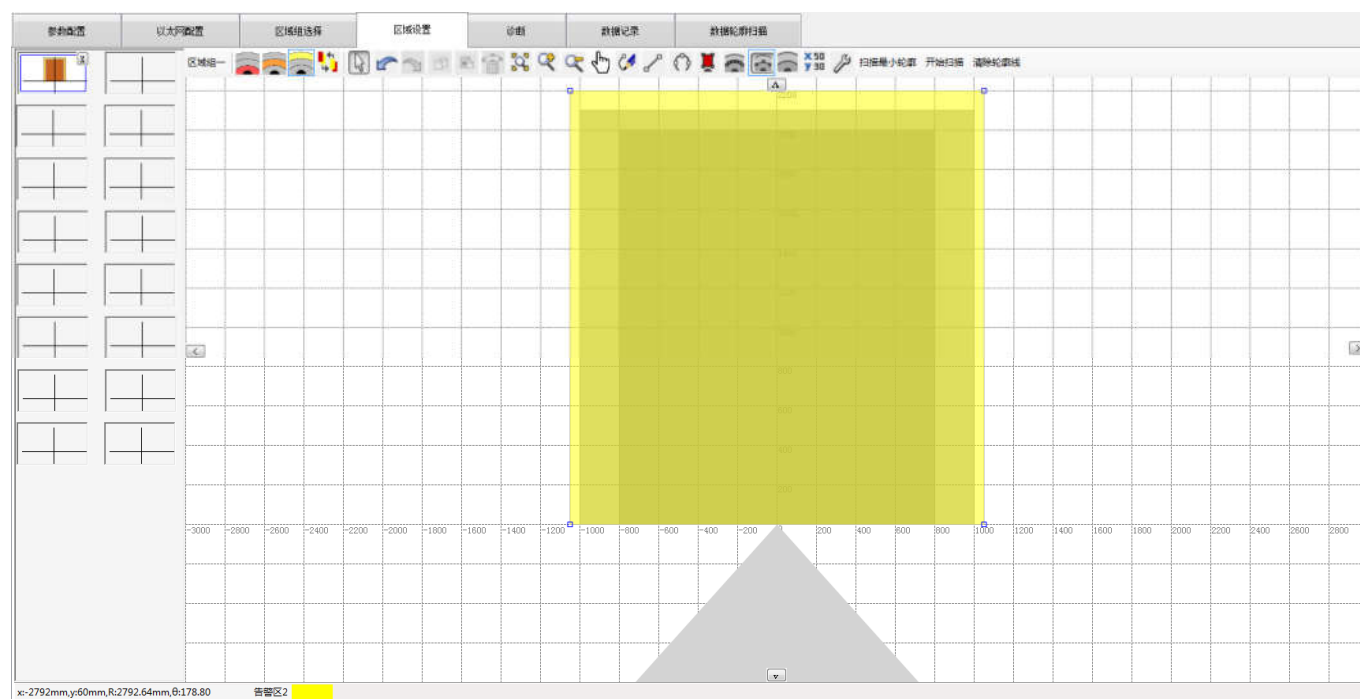 参数配置 以太网配置 区域组选择 区域设置 诊断 数据记录 数据轮廓扫描
区域组一 X 50 y 30 扫描最小轮廓 开始扫描 清除轮廓线
-3000 -2800 -2600 -2400 -2200 -2000 -1800 -1600 -1400 -1200 -1000 -800 -600 -400 -200 0 200 400 600 800 1000 1200 1400 1600 1800 2000 2200 2400 2600 2800
x:-2792mm,y:60mm,R:2792.64mm,θ:178.80 告警区2